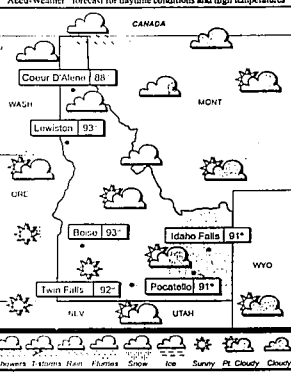 Accu-Weather forecast for daytime conditions and high temperatures
CANADA
Coeur D'Alene 88°
WASH
MONT
Lewiston 93°
ORE
Boise 93°
Idaho Falls 91°
WYO
Twin Falls 92°
Pocatello 91°
NEV
UTAH
Showers T-storms Rain Flurries Snow Ice Sunny Pt. Cloudy Cloudy